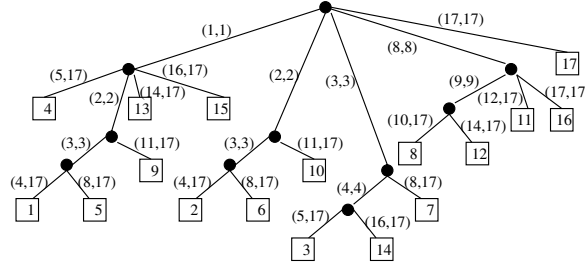 (1,1) (17,17)
(8,8)
(5,17) (16,17) (2,2) (3,3) (9,9) 17
(2,2) (14,17) (12,17) (17,17
4 13 15 (10,17) (14,17) 11 16
(3,3) (11,17) (3,3) (11,17)
8 12
9 10
(4,17) (8,17) (4,17) (8,17) (4,4) (8,17)
1 5 2 6 7
(5,17) (16,17)
3 14